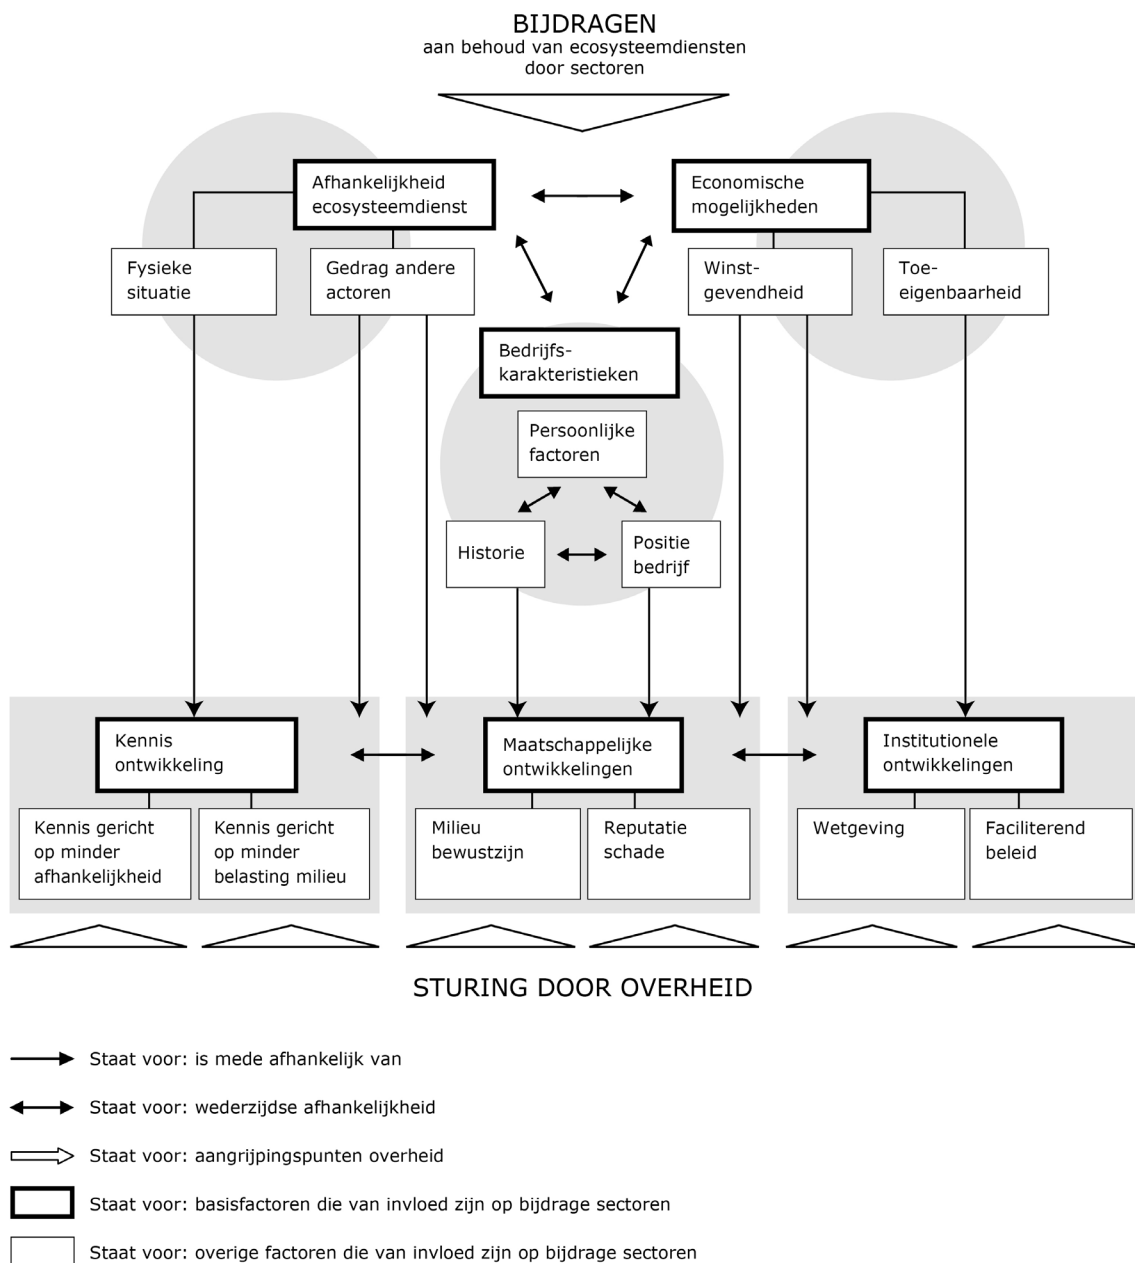 BIJDRAGEN
aan behoud van ecosysteemdiensten
door sectoren
Afhankelijkheid
ecosysteemdienst
Economische
mogelijkheden
Fysieke
situatie
Gedrag andere
actoren
Winst-
gevendheid
Toe-
eigenbaarheid
Bedrijfs-
karakteristieken
Persoonlijke
factoren
Historie
Positie
bedrijf
Kennis
ontwikkeling
Maatschappelijke
ontwikkelingen
Institutionele
ontwikkelingen
Kennis gericht
op minder
afhankelijkheid
Kennis gericht
op minder
belasting milieu
Milieu
bewustzijn
Reputatie
schade
Wetgeving
Faciliterend
beleid
STURING DOOR OVERHEID
Staat voor: is mede afhankelijk van
Staat voor: wederzijdse afhankelijkheid
Staat voor: aangrijpingspunten overheid
Staat voor: basisfactoren die van invloed zijn op bijdrage sectoren
Staat voor: overige factoren die van invloed zijn op bijdrage sectoren